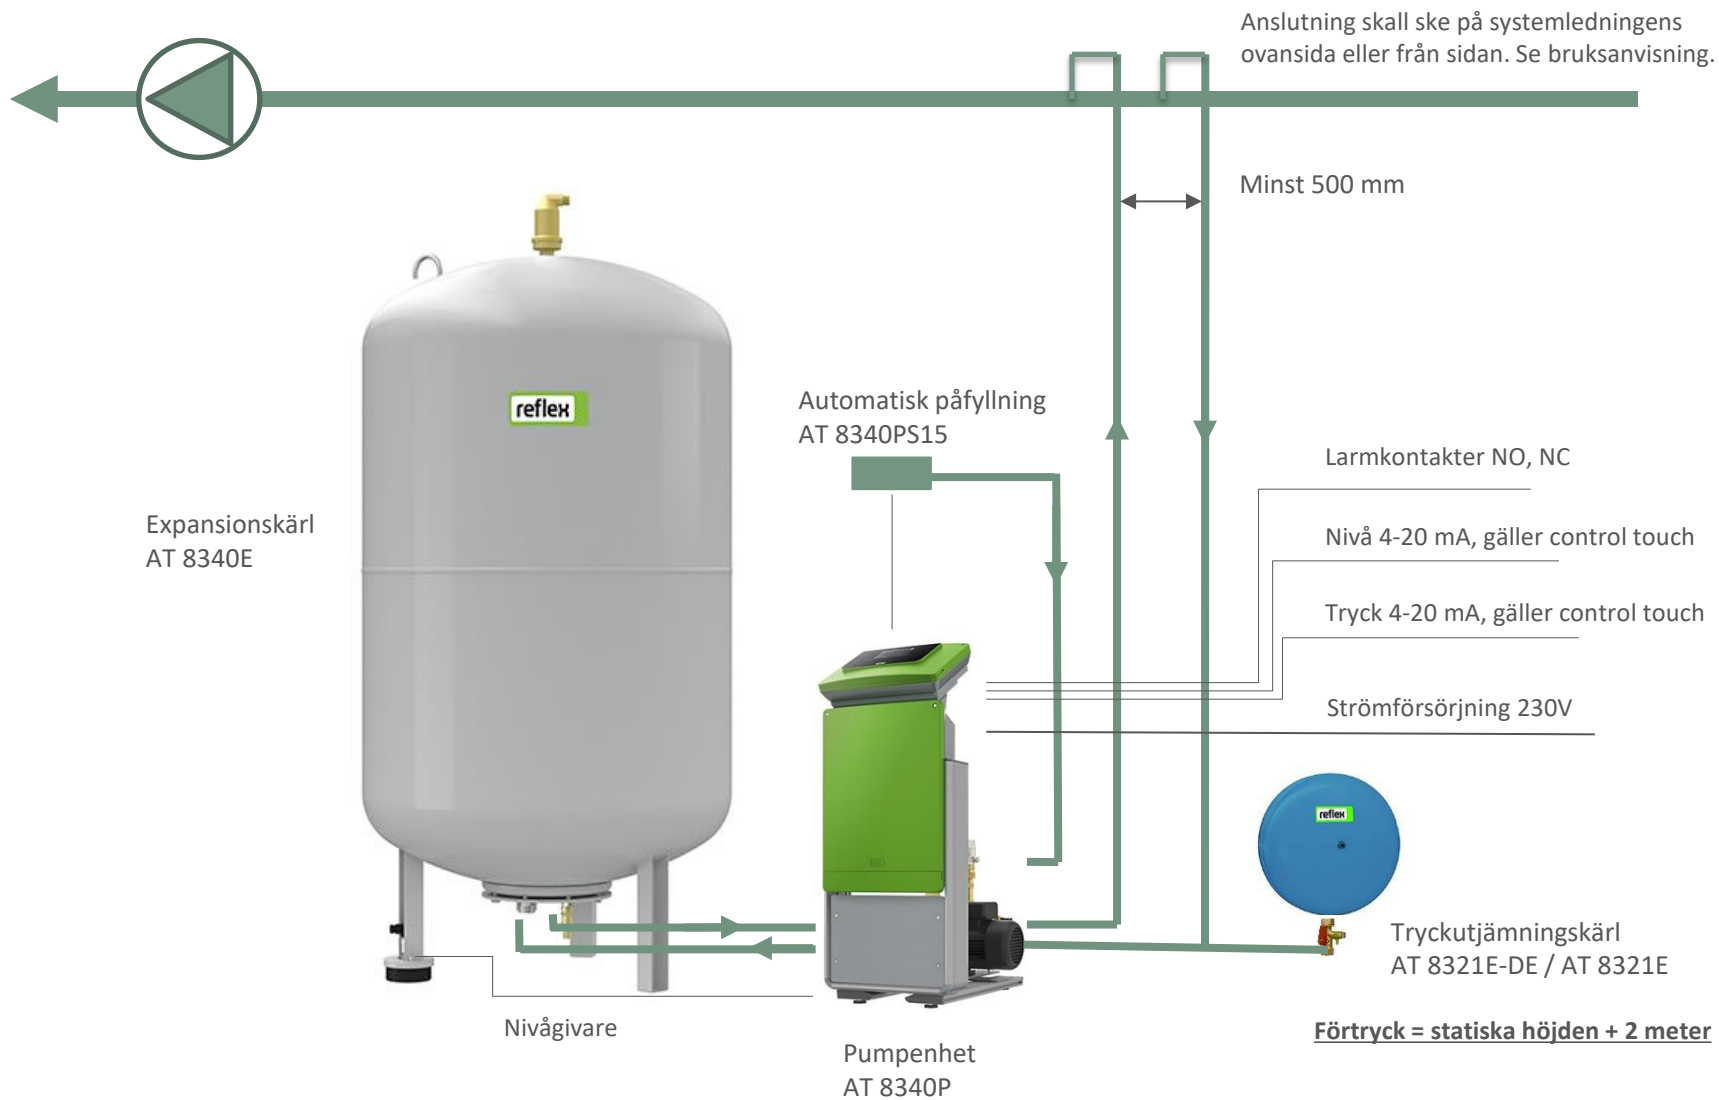 Anslutning skall ske på systemledningens
ovansida eller från sidan. Se bruksanvisning.
Minst 500 mm
reflex
Automatisk påfyllning
AT 8340PS15
Larmkontakter NO, NC
Expansionskärl
AT 8340E
Nivå 4-20 mA, gäller control touch
Tryck 4-20 mA, gäller control touch
Strömförsörjning 230V
reflex
Tryckutjämningskärl
AT 8321E-DE / AT 8321E
Nivågivare
Förtryck = statiska höjden + 2 meter
Pumpenhet
AT 8340P